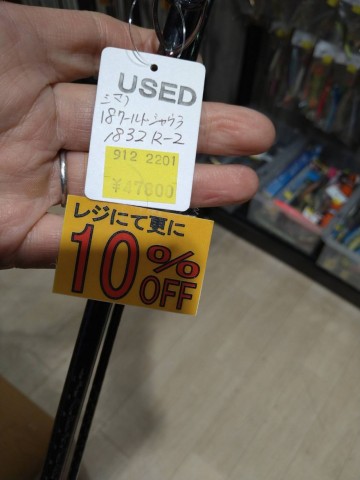 USED
シマノ
18ワールドシャウラ
1832R-2
912 2201
¥47800
レジにて更に
10%
OFF